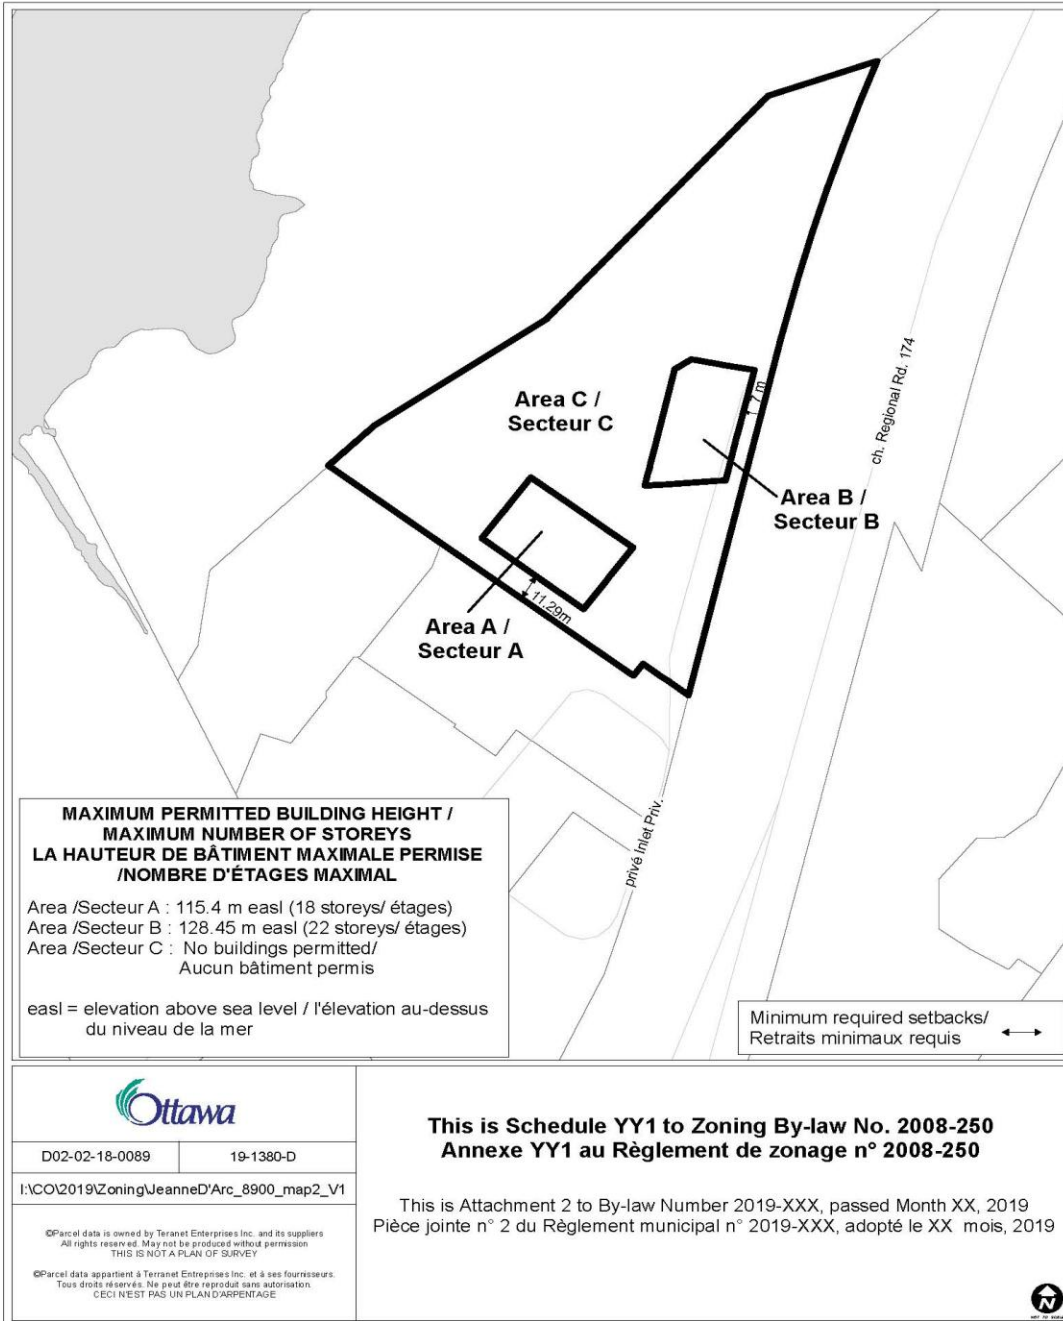 Area C /
Secteur C
7 m
ch. Regional Rd. 174
Area B /
Secteur B
11.29m
Area A /
Secteur A
privé Inlet Priv.
MAXIMUM PERMITTED BUILDING HEIGHT /
MAXIMUM NUMBER OF STOREYS
LA HAUTEUR DE BÂTIMENT MAXIMALE PERMISE
/NOMBRE D'ÉTAGES MAXIMAL
Area /Secteur A : 115.4 m easl (18 storeys/ étages)
Area /Secteur B : 128.45 m easl (22 storeys/ étages)
Area /Secteur C : No buildings permitted/
Aucun bâtiment permis
easl = elevation above sea level / l'élevation au-dessus
du niveau de la mer
Minimum required setbacks/
Retraits minimaux requis
Ottawa
D02-02-18-0089 19-1380-D
I:\CO\2019\Zoning\JeanneD'Arc_8900_map2_V1
©Parcel data is owned by Teranet Enterprises Inc. and its suppliers
All rights reserved. May not be produced without permission
THIS IS NOT A PLAN OF SURVEY
©Parcel data appartient à Terranet Entreprises Inc. et à ses fournisseurs.
Tous droits réservés. Ne peut être reproduit sans autorisation.
CECI N'EST PAS UN PLAN D'ARPENTAGE
This is Schedule YY1 to Zoning By-law No. 2008-250
Annexe YY1 au Règlement de zonage n° 2008-250
This is Attachment 2 to By-law Number 2019-XXX, passed Month XX, 2019
Pièce jointe n° 2 du Règlement municipal n° 2019-XXX, adopté le XX mois, 2019
N
NOT TO SCALE